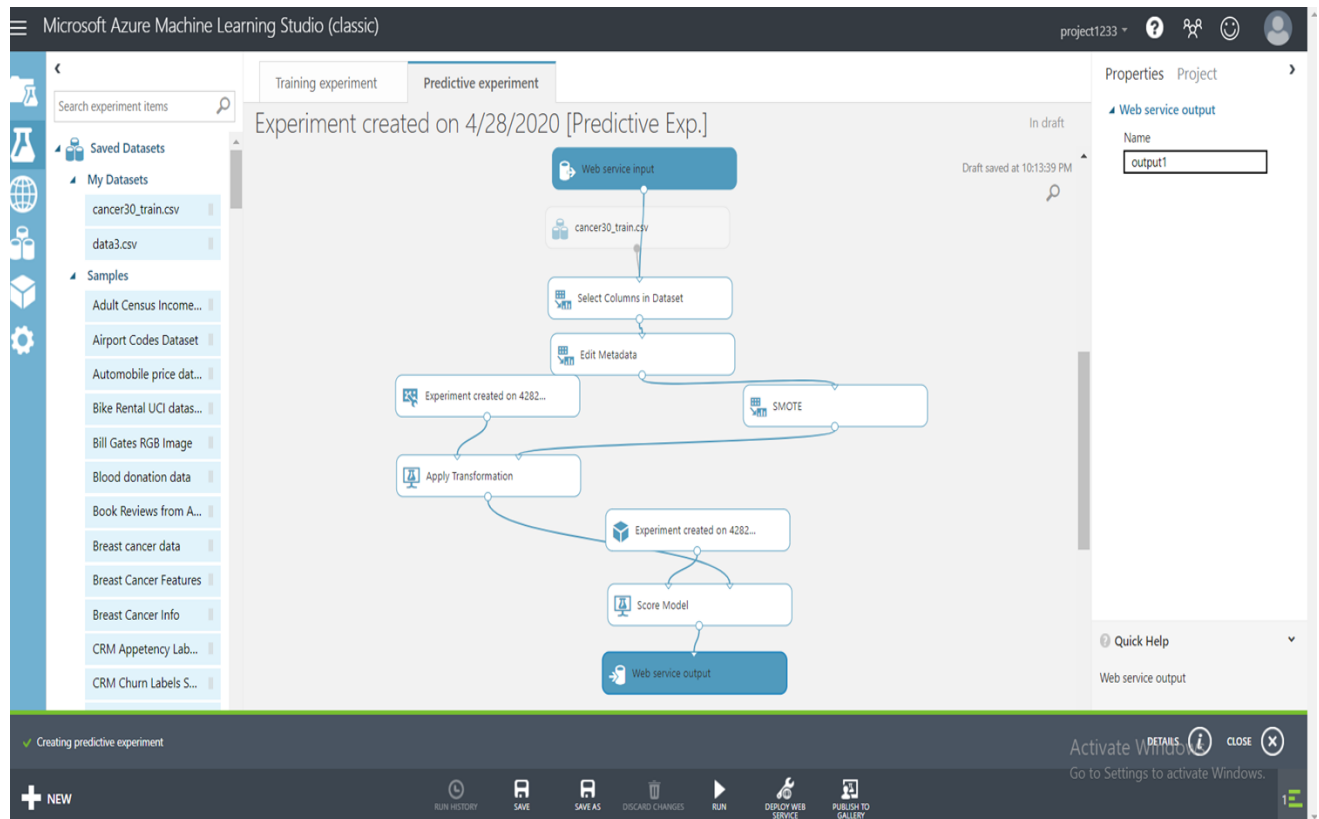 Microsoft Azure Machine Learning Studio (classic)
project1233
?
Search experiment items
Saved Datasets
My Datasets
cancer30_train.csv
data3.csv
Samples
Adult Census Income...
Airport Codes Dataset
Automobile price dat...
Bike Rental UCI datas...
Bill Gates RGB Image
Blood donation data
Book Reviews from A...
Breast cancer data
Breast Cancer Features
Breast Cancer Info
CRM Appetency Lab...
CRM Churn Labels S...
Training experiment
Predictive experiment
Experiment created on 4/28/2020 [Predictive Exp.]
In draft
Draft saved at 10:13:39 PM
Web service input
cancer30_train.csv
Select Columns in Dataset
Edit Metadata
Experiment created on 4282...
SMOTE
Apply Transformation
Experiment created on 4282...
Score Model
Web service output
Properties Project
Web service output
Name
output1
Quick Help
Web service output
Creating predictive experiment
DETAILS
CLOSE
Activate Windows
Go to Settings to activate Windows.
NEW
RUN HISTORY
SAVE
SAVE AS
DISCARD CHANGES
RUN
DEPLOY WEB SERVICE
PUBLISH TO GALLERY
1